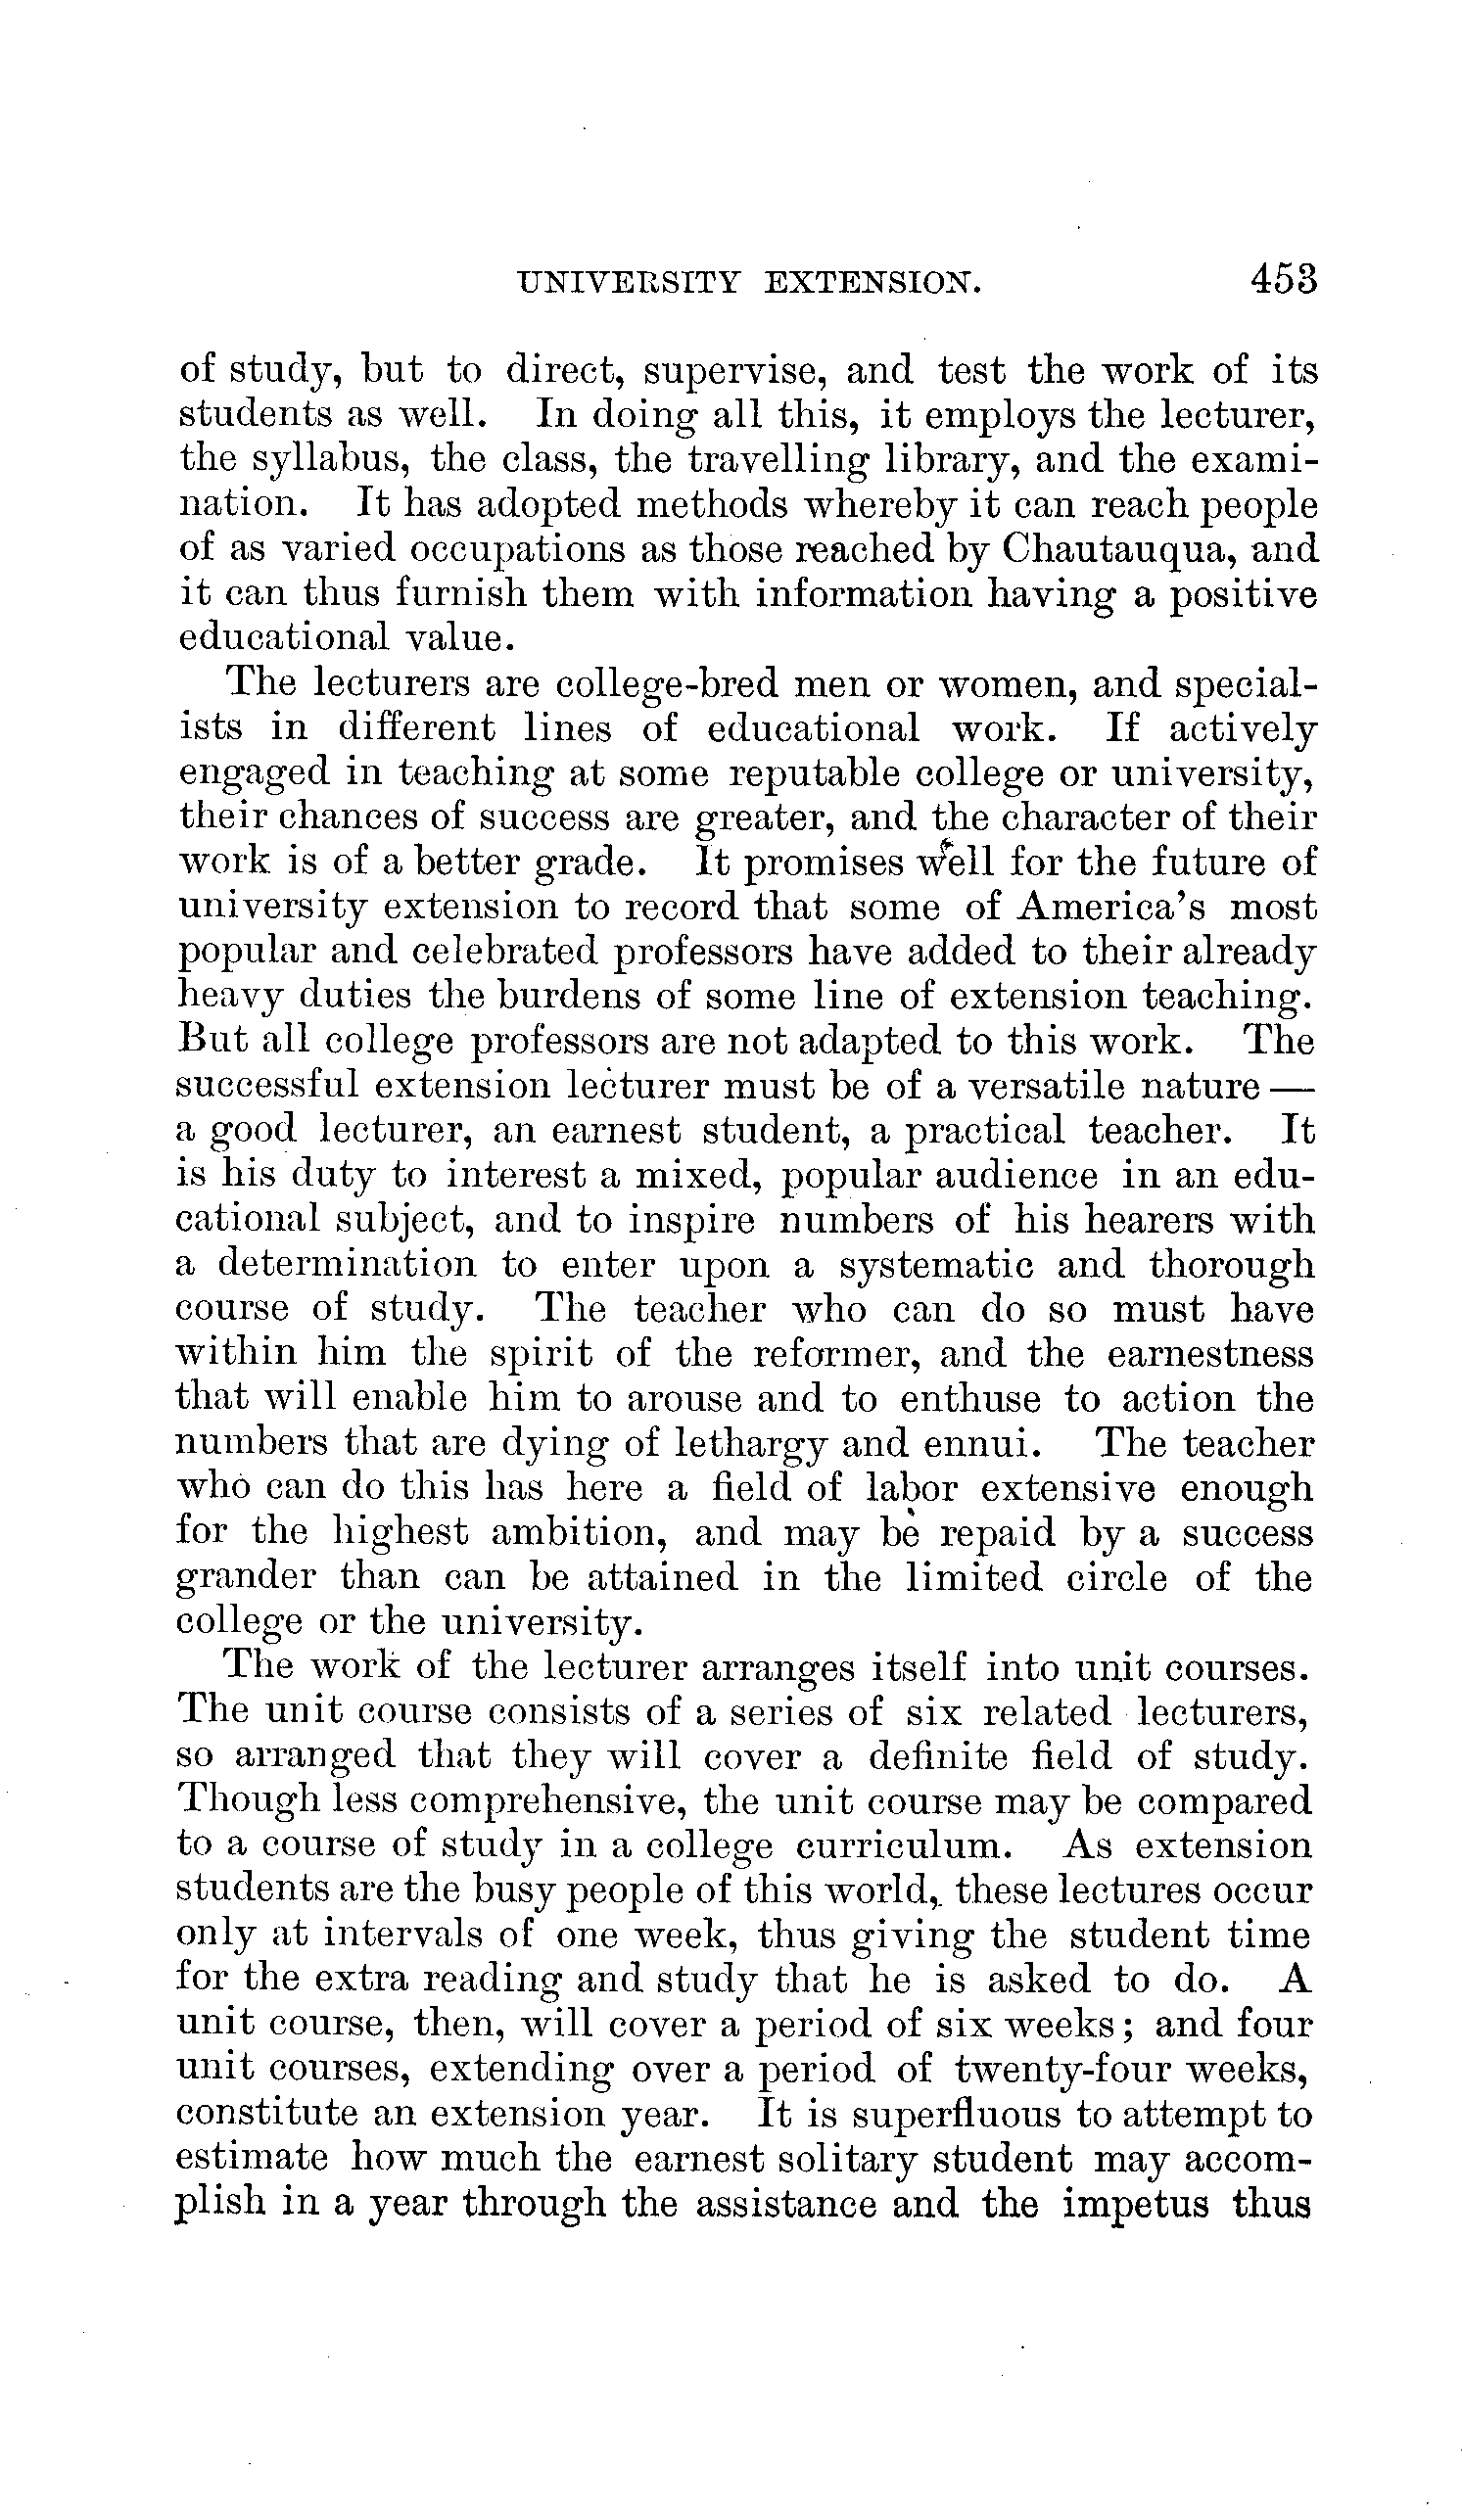 UNIVERSITY EXTENSION. 453
of study, but to direct, supervise, and test the work of its
students as well. In doing all this, it employs the lecturer,
the syllabus, the class, the travelling library, and the exami-
nation. It has adopted methods whereby it can reach people
of as varied occupations as those reached by Chautauqua, and
it can thus furnish them with information having a positive
educational value.
The lecturers are college-bred men or women, and special-
ists in different lines of educational work. If actively
engaged in teaching at some reputable college or university,
their chances of success are greater, and the character of their
work is of a better grade. It promises well for the future of
university extension to record that some of America's most
popular and celebrated professors have added to their already
heavy duties the burdens of some line of extension teaching.
But all college professors are not adapted to this work. The
successful extension lecturer must be of a versatile nature —
a good lecturer, an earnest student, a practical teacher. It
is his duty to interest a mixed, popular audience in an edu-
cational subject, and to inspire numbers of his hearers with
a determination to enter upon a systematic and thorough
course of study. The teacher who can do so must have
within him the spirit of the reformer, and the earnestness
that will enable him to arouse and to enthuse to action the
numbers that are dying of lethargy and ennui. The teacher
who can do this has here a field of labor extensive enough
for the highest ambition, and may be repaid by a success
grander than can be attained in the limited circle of the
college or the university.
The work of the lecturer arranges itself into unit courses.
The unit course consists of a series of six related lecturers,
so arranged that they will cover a definite field of study.
Though less comprehensive, the unit course may be compared
to a course of study in a college curriculum. As extension
students are the busy people of this world, these lectures occur
only at intervals of one week, thus giving the student time
for the extra reading and study that he is asked to do. A
unit course, then, will cover a period of six weeks; and four
unit courses, extending over a period of twenty-four weeks,
constitute an extension year. It is superfluous to attempt to
estimate how much the earnest solitary student may accom-
plish in a year through the assistance and the impetus thus